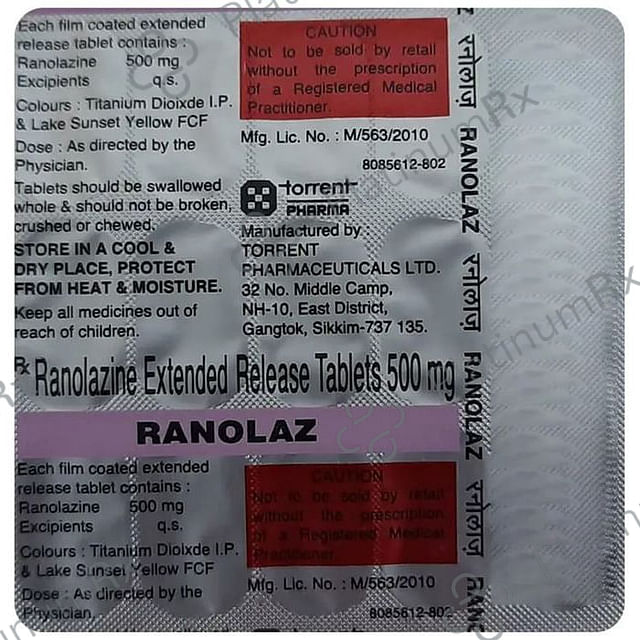 Each film coated extended
release tablet contains :
Ranolazine 500 mg
Excipients q.s.
Colours : Titanium Dioixde I.P.
& Lake Sunset Yellow FCF
Dose : As directed by the
Physician.
Tablets should be swallowed
whole & should not be broken,
crushed or chewed.
STORE IN A COOL &
DRY PLACE, PROTECT
FROM HEAT & MOISTURE.
Keep all medicines out of
reach of children.
CAUTION
Not to be sold by retail
without the prescription
of a Registered Medical
Practitioner.
Mfg. Lic. No. : M/563/2010
8085612-802
torrent
PHARMA
Manufactured by :
TORRENT
PHARMACEUTICALS LTD.
32 No. Middle Camp,
NH-10, East District,
Gangtok, Sikkim-737 135.
Rx Ranolazine Extended Release Tablets 500 mg
RANOLAZ
Each film coated extended
release tablet contains :
Ranolazine 500 mg
Excipients q.s.
Colours : Titanium Dioixde I.P.
& Lake Sunset Yellow FCF
Dose : As directed by the
Physician.
CAUTION
Not to be sold by retail
without the prescription
of a Registered Medical
Practitioner.
Mfg. Lic. No. : M/563/2010
8085612-802
रनोलाज़ RANOLAZ रनोलाज़ RANOLAZ रनोलाज़
PlatinumRx
PlatinumRx